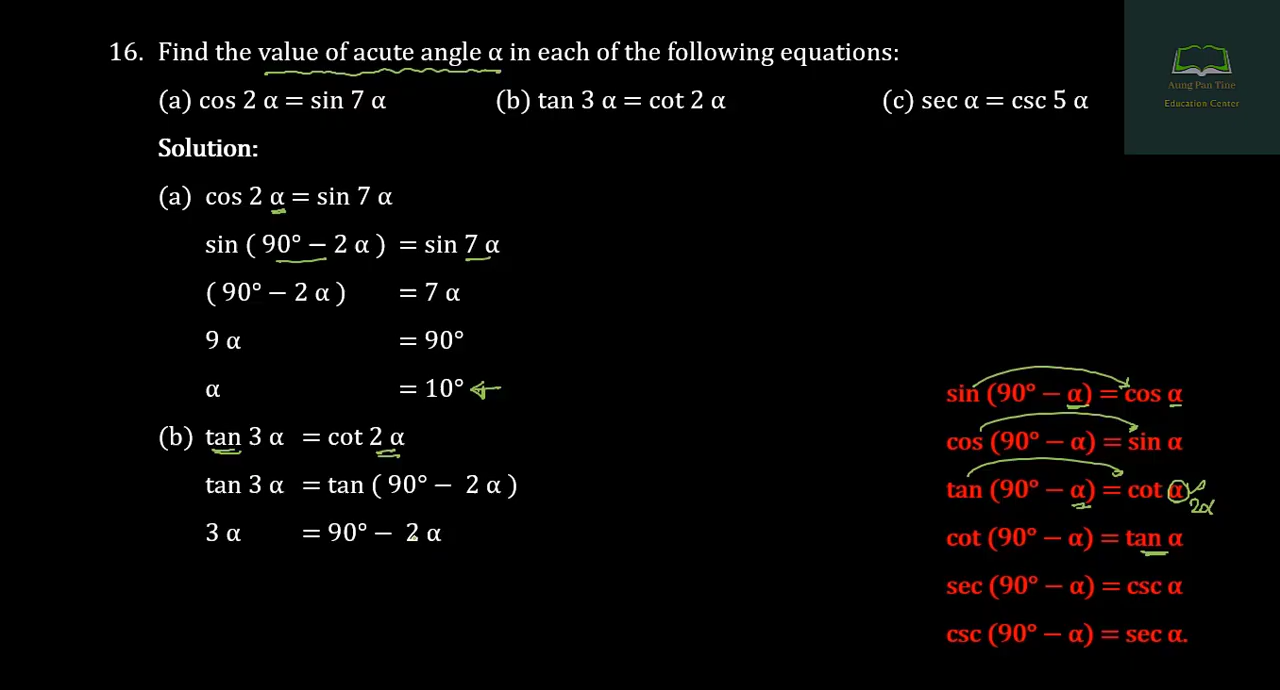 16. Find the value of acute angle α in each of the following equations:
(a) cos 2 α = sin 7 α (b) tan 3 α = cot 2 α (c) sec α = csc 5 α
Aung Pan Tine
Education Center
Solution:
(a) cos 2 α = sin 7 α
sin ( 90° − 2 α ) = sin 7 α
( 90° − 2 α ) = 7 α
9 α = 90°
α = 10°
(b) tan 3 α = cot 2 α
tan 3 α = tan ( 90° − 2 α )
3 α = 90° − 2 α
sin (90° − α) = cos α
cos (90° − α) = sin α
tan (90° − α) = cot α
2α
cot (90° − α) = tan α
sec (90° − α) = csc α
csc (90° − α) = sec α.